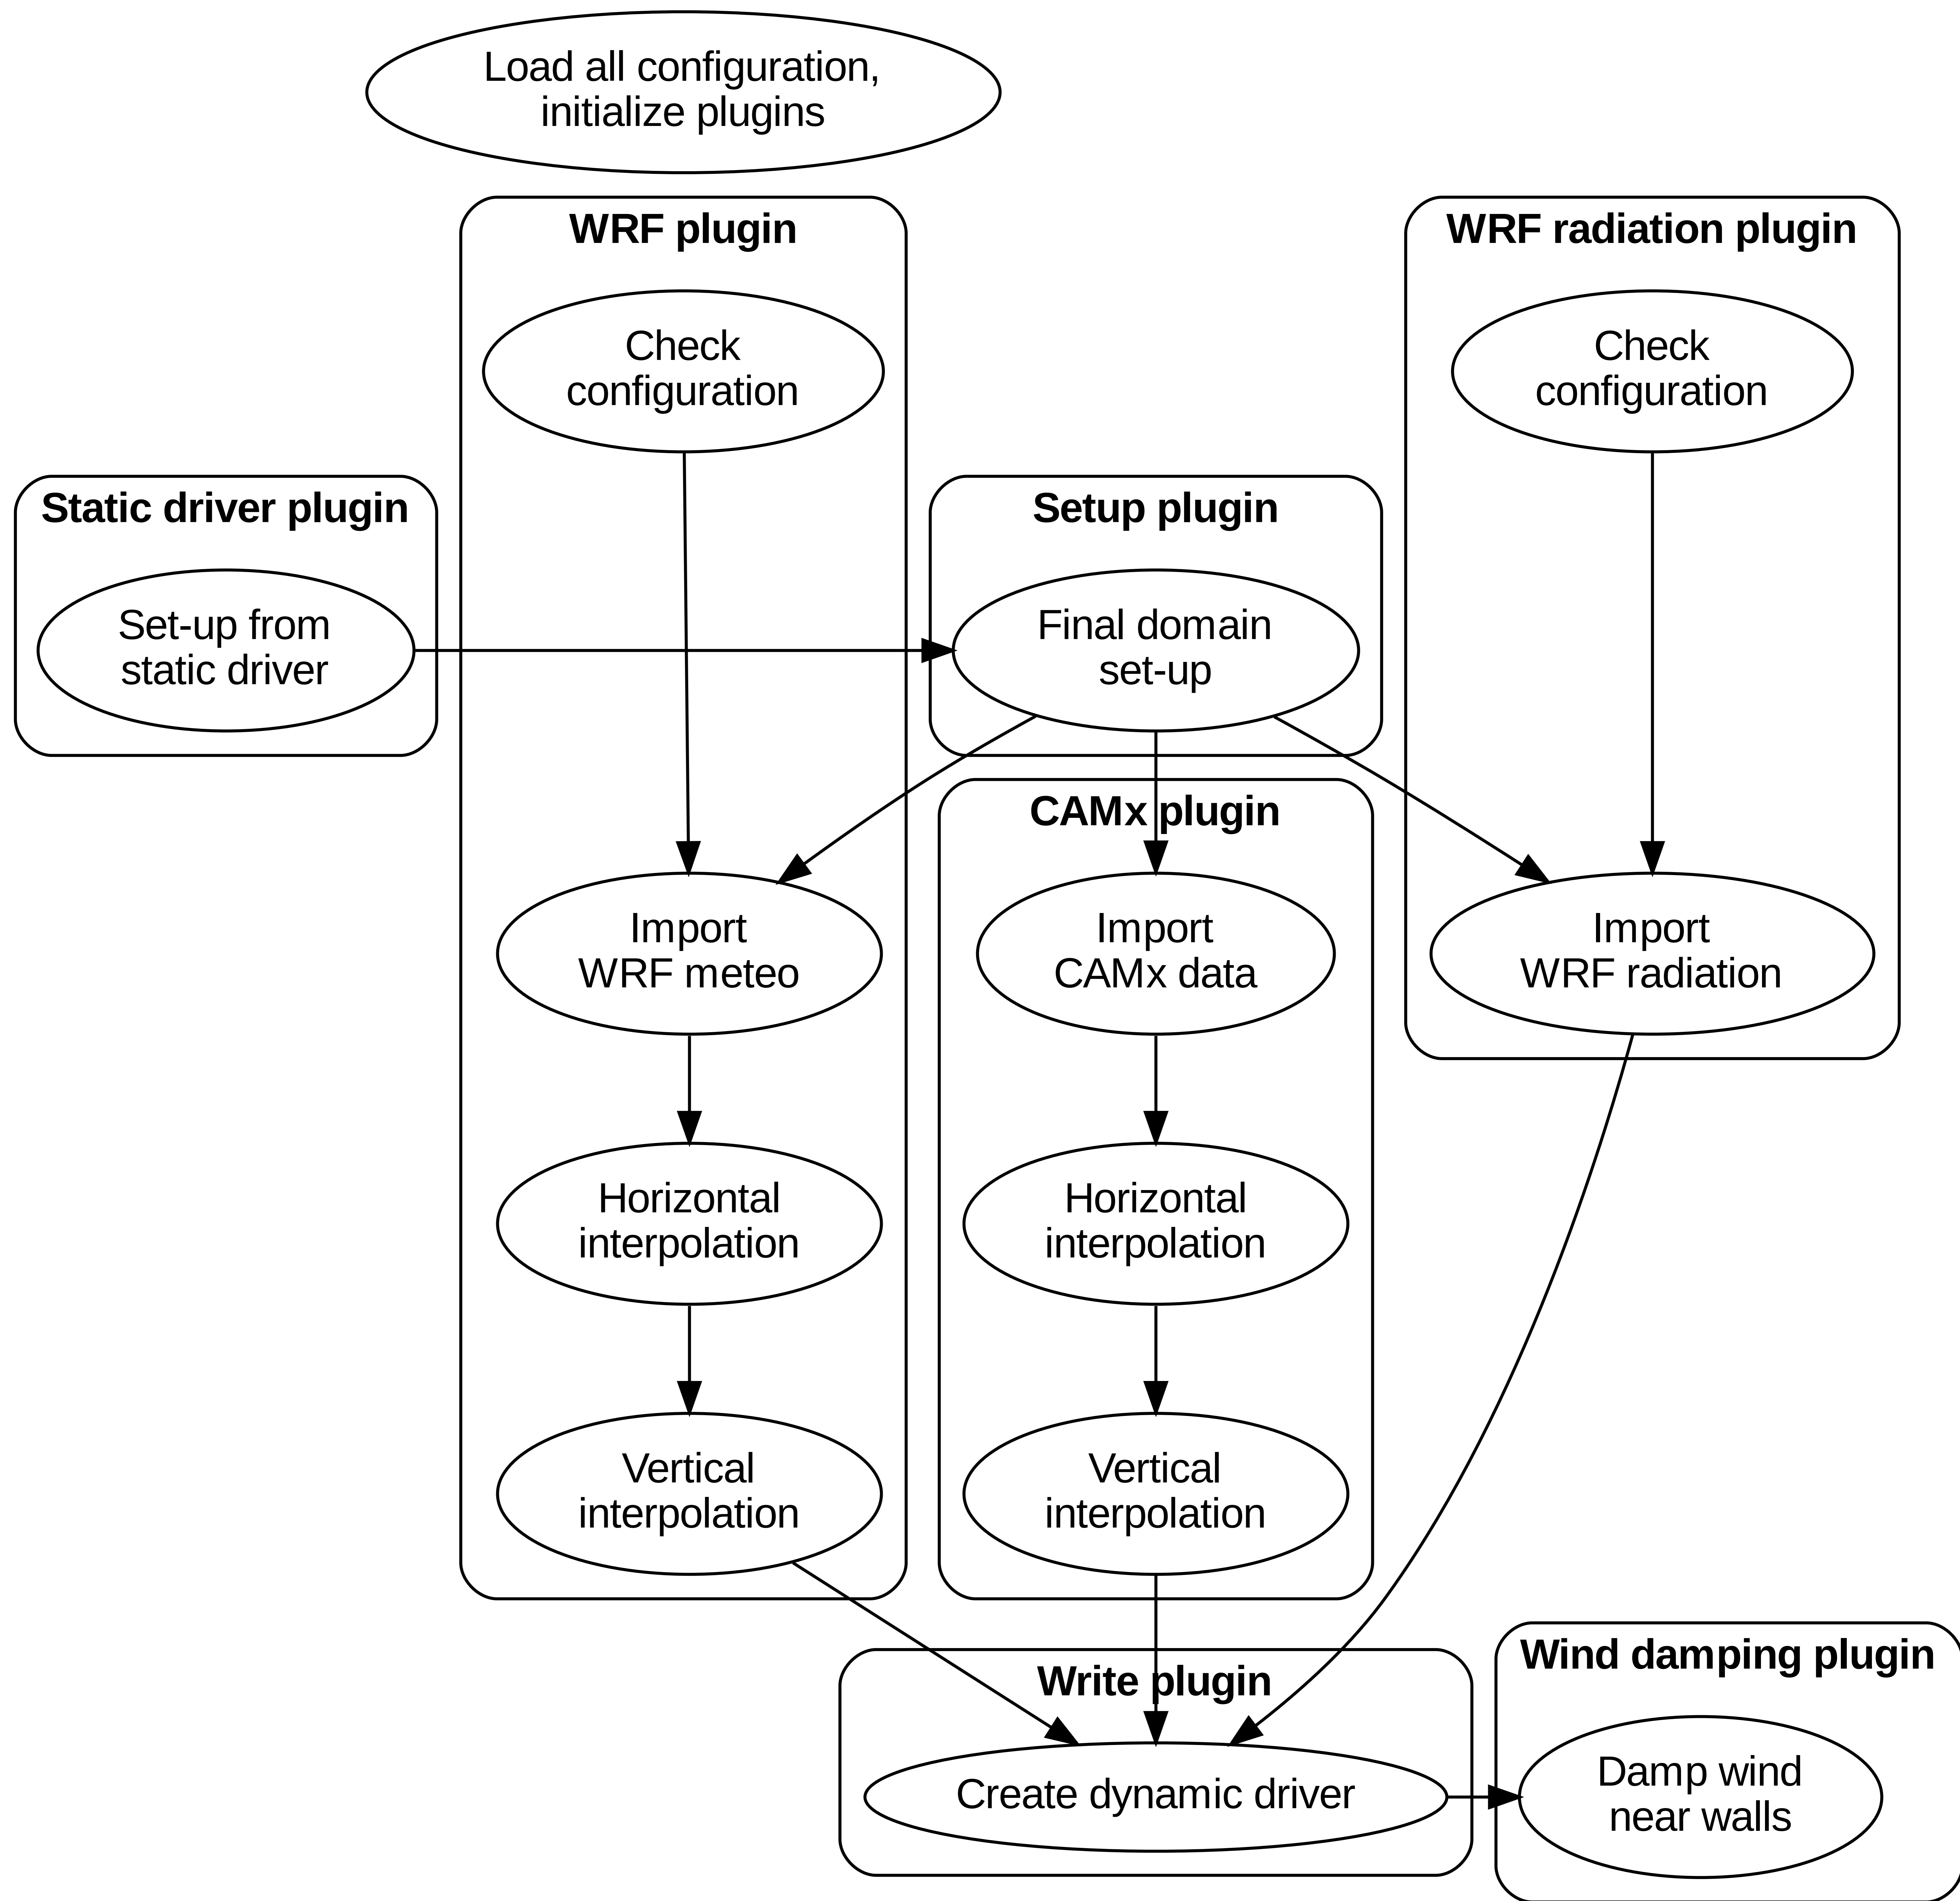 Load all configuration,
initialize plugins
WRF plugin
WRF radiation plugin
Check
configuration
Check
configuration
Static driver plugin
Setup plugin
Set-up from
static driver
Final domain
set-up
CAMx plugin
Import
WRF meteo
Import
CAMx data
Import
WRF radiation
Horizontal
interpolation
Horizontal
interpolation
Vertical
interpolation
Vertical
interpolation
Write plugin
Wind damping plugin
Create dynamic driver
Damp wind
near walls